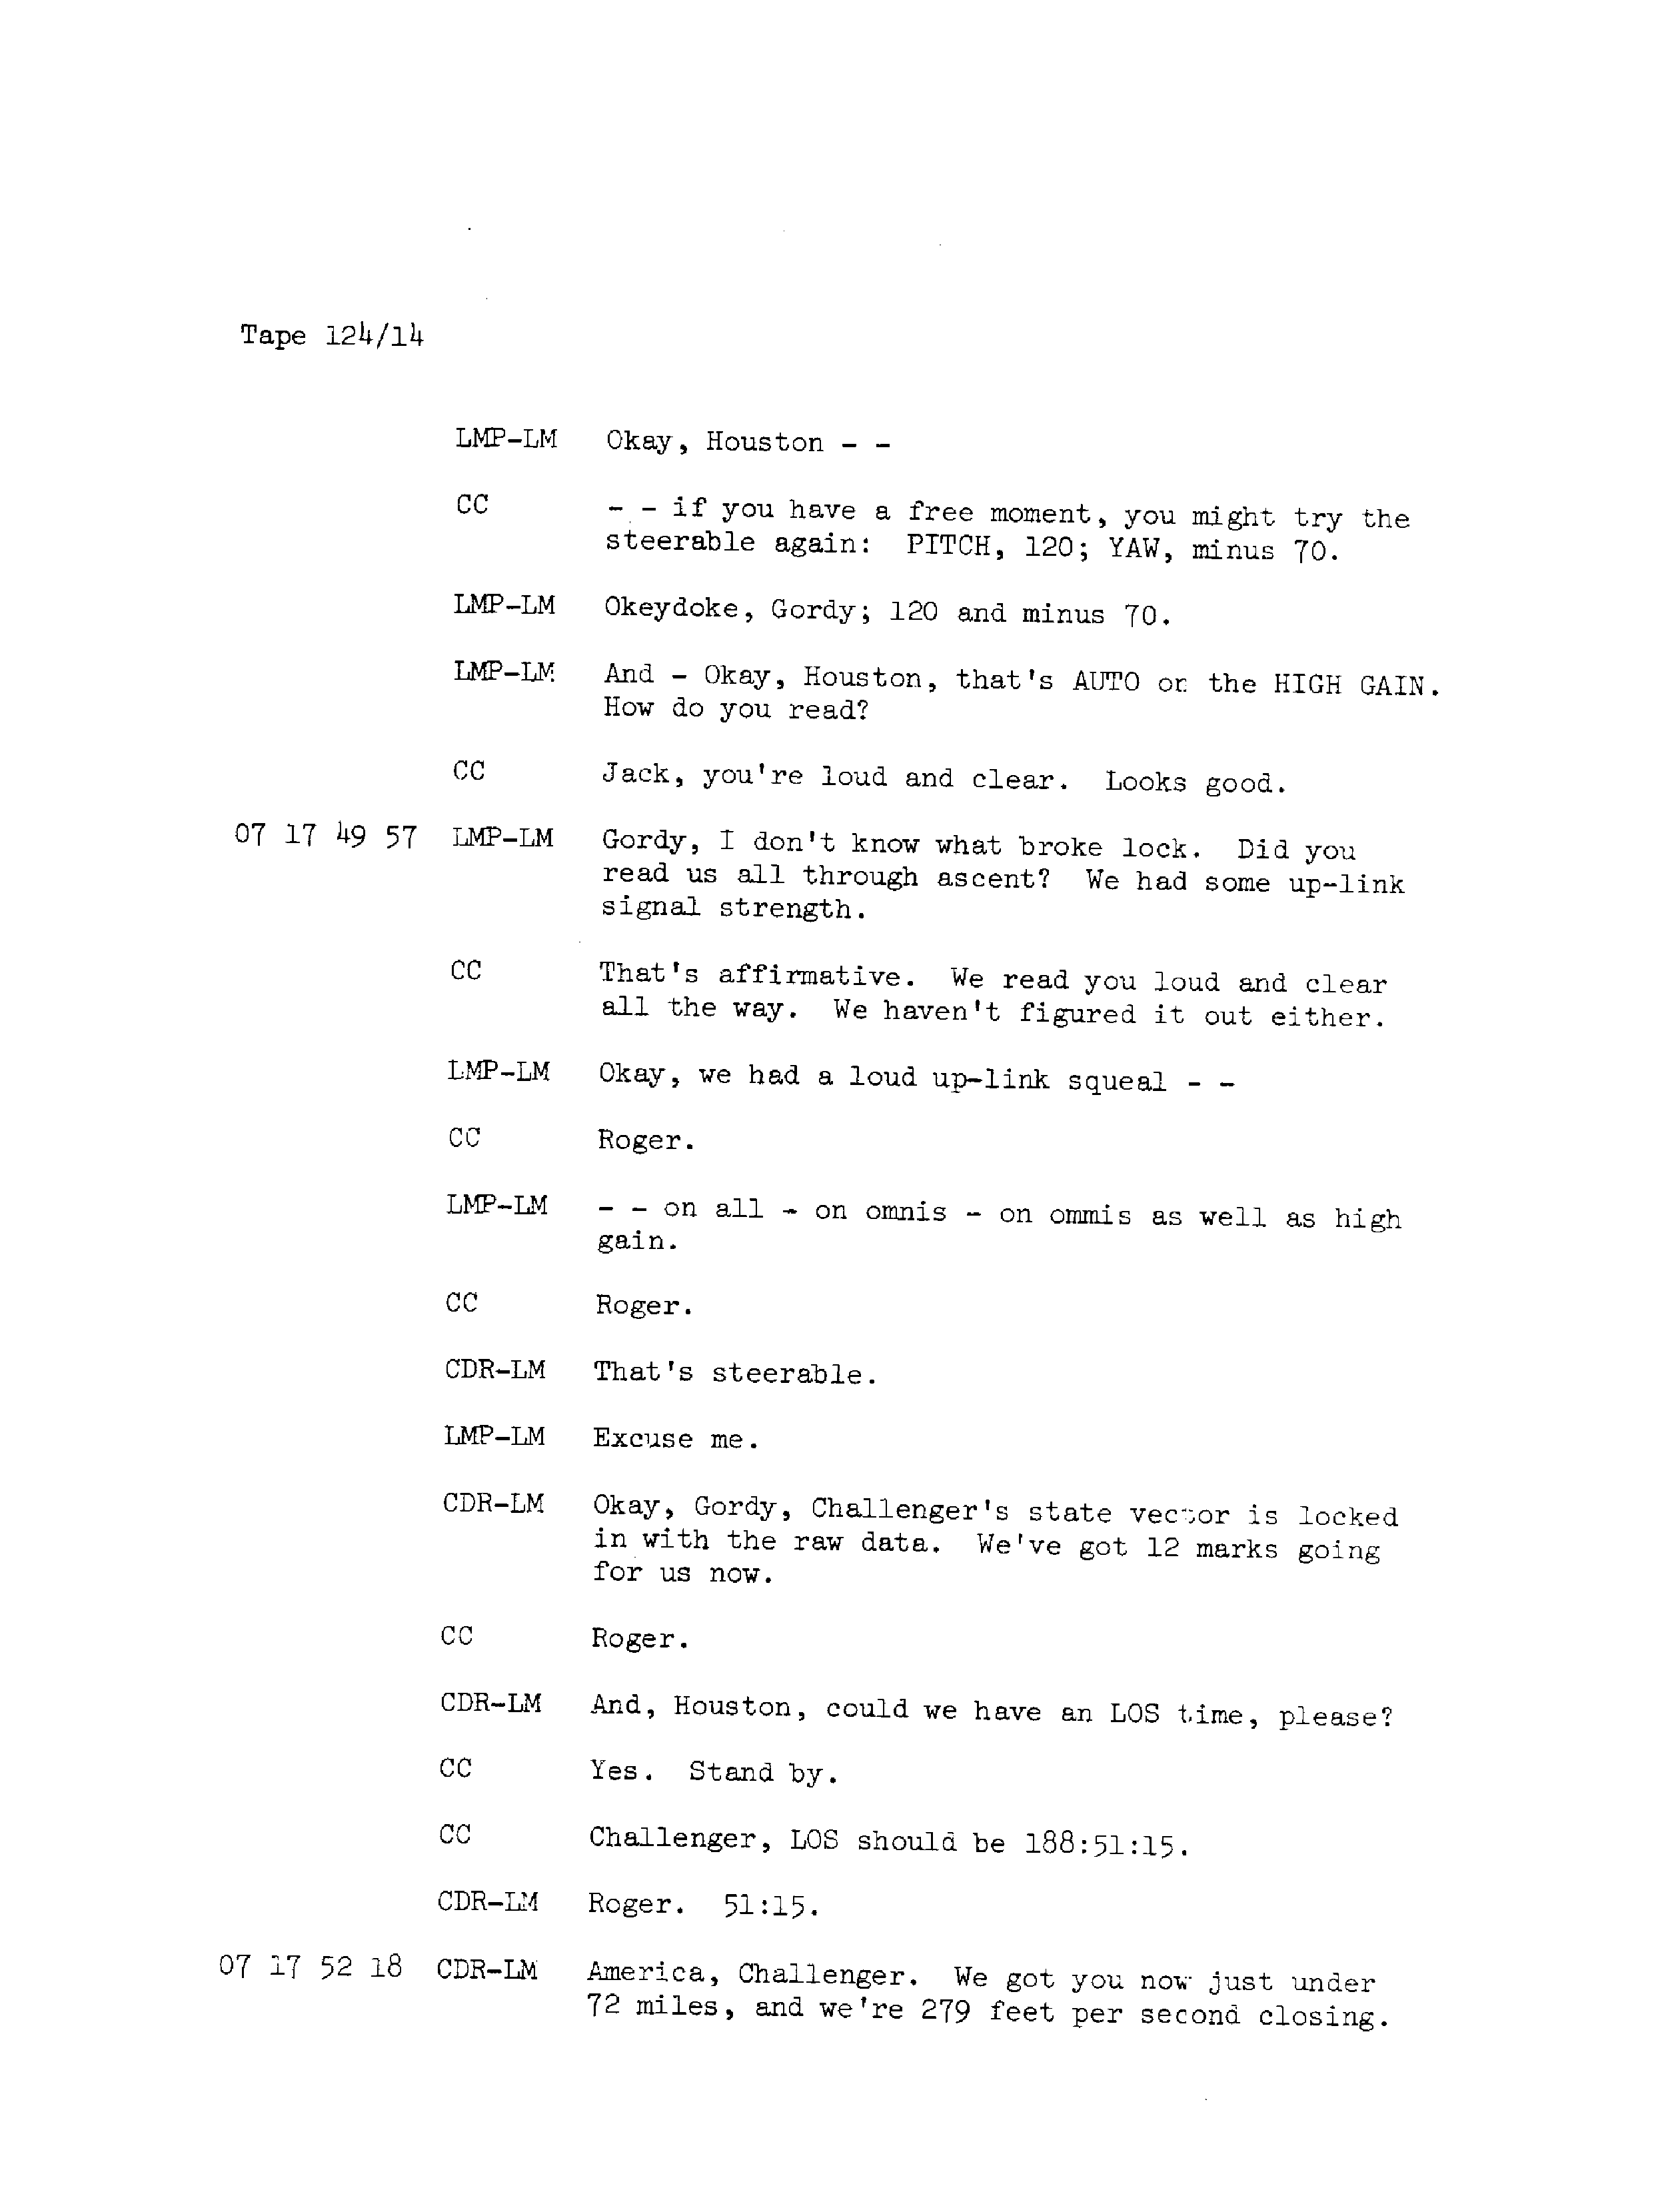 Tape 124/14
LMP-LM Okay, Houston - -
CC - - if you have a free moment, you might try the
steerable again: PITCH, 120; YAW, minus 70.
LMP-LM Okeydoke, Gordy; 120 and minus 70.
LMP-LM And - Okay, Houston, that's AUTO on the HIGH GAIN.
How do you read?
CC Jack, you're loud and clear. Looks good.
07 17 49 57 LMP-LM Gordy, I don't know what broke lock. Did you
read us all through ascent? We had some up-link
signal strength.
CC That's affirmative. We read you loud and clear
all the way. We haven't figured it out either.
LMP-LM Okay, we had a loud up-link squeal - -
CC Roger.
LMP-LM - - on all - on omnis - on ommis as well as high
gain.
CC Roger.
CDR-LM That's steerable.
LMP-LM Excuse me.
CDR-LM Okay, Gordy, Challenger's state vector is locked
in with the raw data. We've got 12 marks going
for us now.
CC Roger.
CDR-LM And, Houston, could we have an LOS time, please?
CC Yes. Stand by.
CC Challenger, LOS should be 188:51:15.
CDR-LM Roger. 51:15.
07 17 52 18 CDR-LM America, Challenger. We got you now just under
72 miles, and we're 279 feet per second closing.